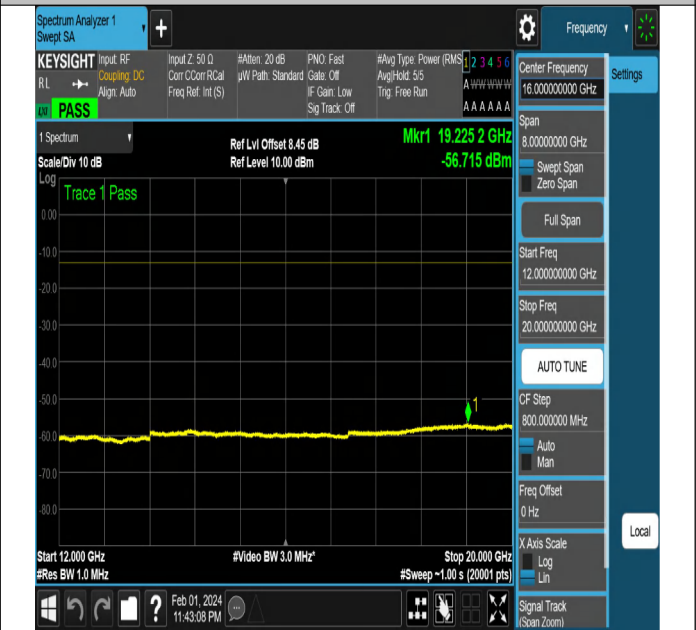 Spectrum Analyzer 1
Swept SA
+
Frequency
KEYSIGHT
RL
Input: RF
Coupling: DC
Align: Auto
Input Z: 50 Ω
Corr CCorr RCal
Freq Ref: Int (S)
#Atten: 20 dB
µW Path: Standard
PNO: Fast
Gate: Off
IF Gain: Low
Sig Track: Off
#Avg Type: Power (RMS
Avg|Hold: 5/5
Trig: Free Run
1 2 3 4 5 6
A W W W W W
A A A A A A
PASS
1 Spectrum
Scale/Div 10 dB
Log
Ref Lvl Offset 8.45 dB
Ref Level 10.00 dBm
Mkr1 19.225 2 GHz
-56.715 dBm
Trace 1 Pass
0.00
-10.0
-20.0
-30.0
-40.0
-50.0
-60.0
-70.0
-80.0
1
Start 12.000 GHz
#Res BW 1.0 MHz
#Video BW 3.0 MHz*
Stop 20.000 GHz
#Sweep ~1.00 s (20001 pts)
Center Frequency
16.000000000 GHz
Span
8.00000000 GHz
Swept Span
Zero Span
Full Span
Start Freq
12.000000000 GHz
Stop Freq
20.000000000 GHz
AUTO TUNE
CF Step
800.000000 MHz
Auto
Man
Freq Offset
0 Hz
X Axis Scale
Log
Lin
Signal Track
(Span Zoom)
Settings
Local
?
Feb 01, 2024
11:43:08 PM